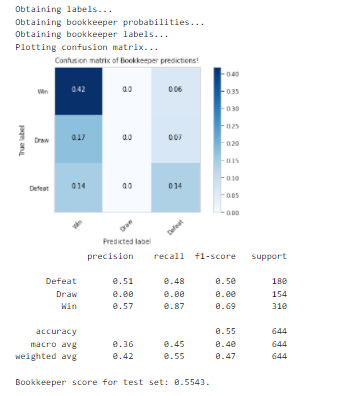 Obtaining labels...
Obtaining bookkeeper probabilities...
Obtaining bookkeeper labels...
Plotting confusion matrix...
Confusion matrix of Bookkeeper predictions!
Win 0.42 0.0 0.06
Draw 0.17 0.0 0.07
Defeat 0.14 0.0 0.14
True label
Win Draw Defeat
Predicted label
0.40
0.35
0.30
0.25
0.20
0.15
0.10
0.05
0.00
precision recall f1-score support
Defeat 0.51 0.48 0.50 180
Draw 0.00 0.00 0.00 154
Win 0.57 0.87 0.69 310
accuracy 0.55 644
macro avg 0.36 0.45 0.40 644
weighted avg 0.42 0.55 0.47 644
Bookkeeper score for test set: 0.5543.